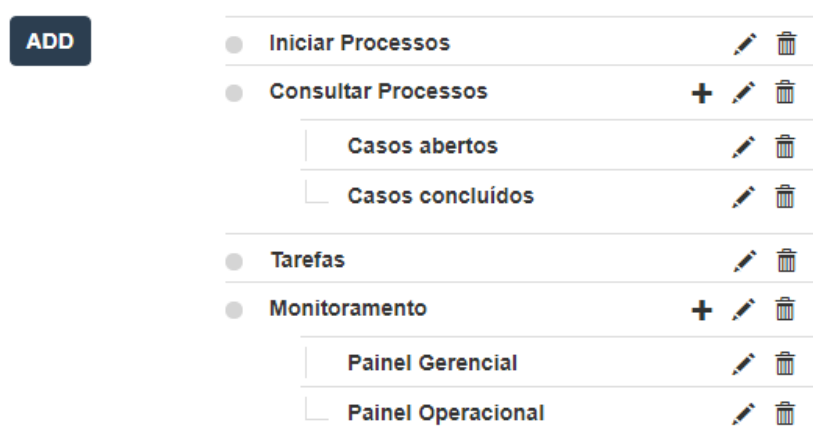 ADD
Iniciar Processos
Consultar Processos
Casos abertos
Casos concluídos
Tarefas
Monitoramento
Painel Gerencial
Painel Operacional